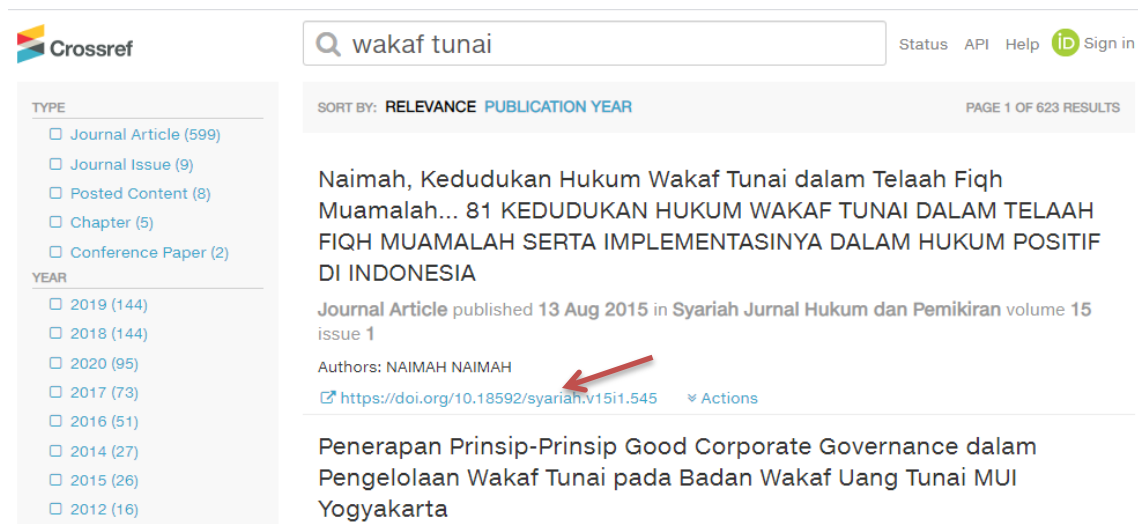 Crossref
wakaf tunai
Status API Help iD Sign in
TYPE
Journal Article (599)
Journal Issue (9)
Posted Content (8)
Chapter (5)
Conference Paper (2)
YEAR
2019 (144)
2018 (144)
2020 (95)
2017 (73)
2016 (51)
2014 (27)
2015 (26)
2012 (16)
SORT BY: RELEVANCE PUBLICATION YEAR
PAGE 1 OF 623 RESULTS
Naimah, Kedudukan Hukum Wakaf Tunai dalam Telaah Fiqh
Muamalah... 81 KEDUDUKAN HUKUM WAKAF TUNAI DALAM TELAAH
FIQH MUAMALAH SERTA IMPLEMENTASINYA DALAM HUKUM POSITIF
DI INDONESIA
Journal Article published 13 Aug 2015 in Syariah Jurnal Hukum dan Pemikiran volume 15
issue 1
Authors: NAIMAH NAIMAH
https://doi.org/10.18592/syariah.v15i1.545 Actions
Penerapan Prinsip-Prinsip Good Corporate Governance dalam
Pengelolaan Wakaf Tunai pada Badan Wakaf Uang Tunai MUI
Yogyakarta